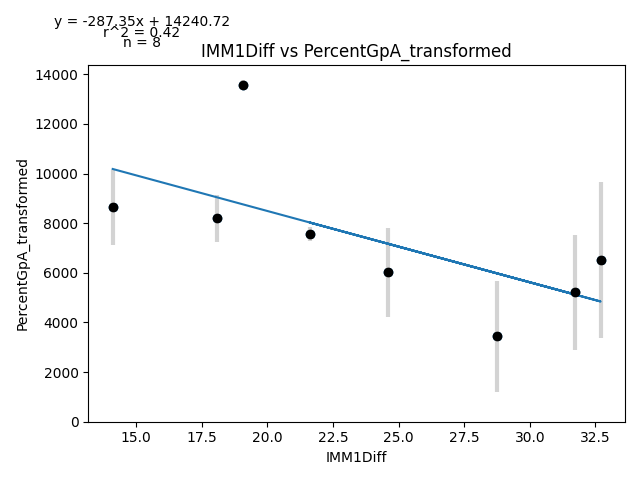 y = -287.35x + 14240.72
r^2 = 0.42
n = 8
IMM1Diff vs PercentGpA_transformed
14000
12000
10000
8000
6000
4000
2000
0
PercentGpA_transformed
15.0 17.5 20.0 22.5 25.0 27.5 30.0 32.5
IMM1Diff